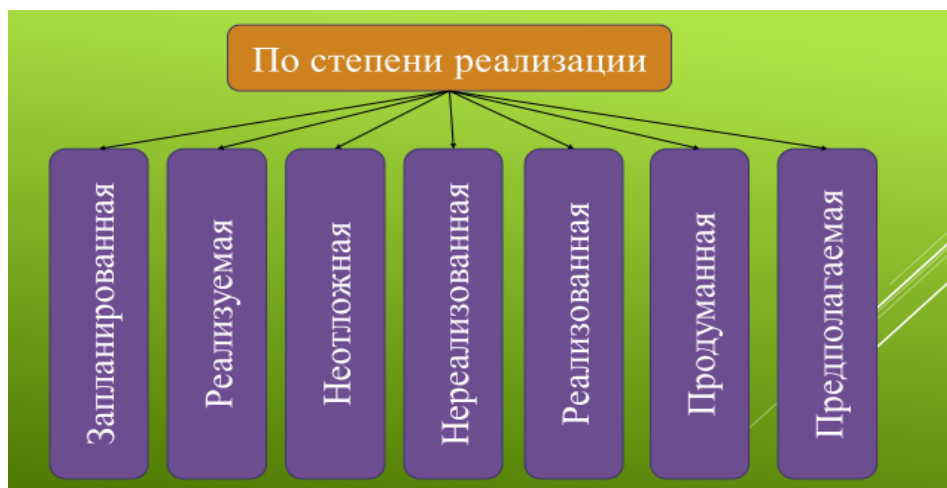 По степени реализации
Запланированная
Реализуемая
Неотложная
Нереализованная
Реализованная
Продуманная
Предполагаемая